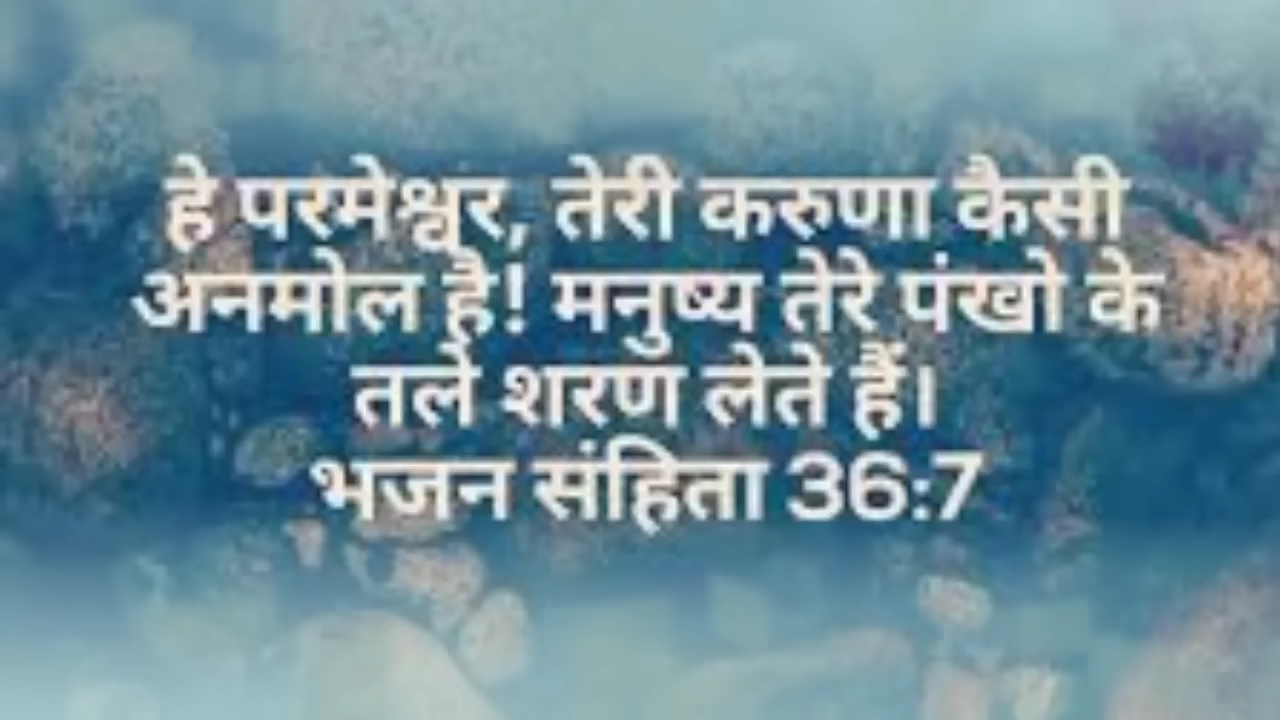 हे परमेश्वर, तेरी करुणा कैसी
अनमोल है! मनुष्य तेरे पंखो के
तले शरण लेते हैं।
भजन संहिता 36:7